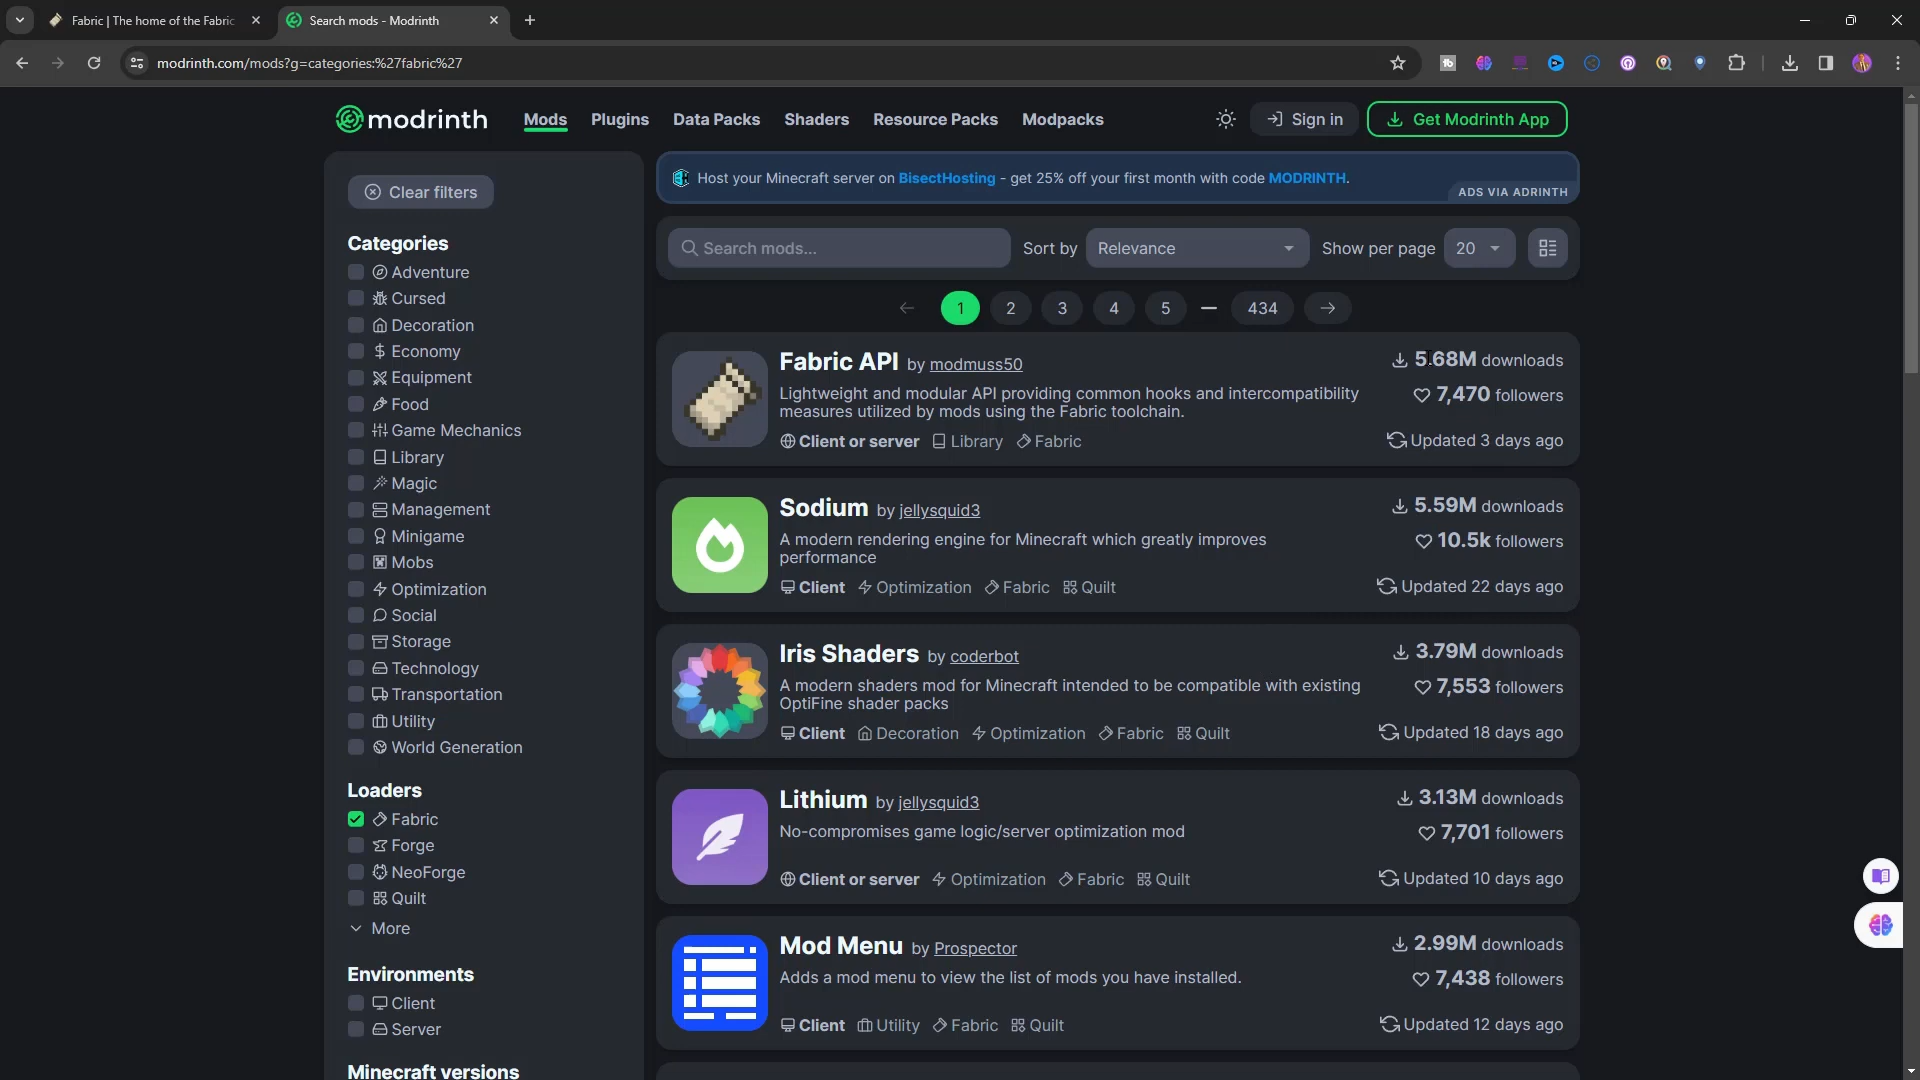 Fabric | The home of the Fabric
Search mods - Modrinth
modrinth.com/mods?g=categories:%27fabric%27
modrinth
Mods
Plugins
Data Packs
Shaders
Resource Packs
Modpacks
Sign in
Get Modrinth App
Clear filters
Categories
Adventure
Cursed
Decoration
Economy
Equipment
Food
Game Mechanics
Library
Magic
Management
Minigame
Mobs
Optimization
Social
Storage
Technology
Transportation
Utility
World Generation
Loaders
Fabric
Forge
NeoForge
Quilt
More
Environments
Client
Server
Minecraft versions
Host your Minecraft server on BisectHosting - get 25% off your first month with code MODRINTH.
ADS VIA ADRINTH
Search mods...
Sort by
Relevance
Show per page
20
1 2 3 4 5 — 434
Fabric API by modmuss50
Lightweight and modular API providing common hooks and intercompatibility
measures utilized by mods using the Fabric toolchain.
Client or server Library Fabric
5.68M downloads
7,470 followers
Updated 3 days ago
Sodium by jellysquid3
A modern rendering engine for Minecraft which greatly improves
performance
Client Optimization Fabric Quilt
5.59M downloads
10.5k followers
Updated 22 days ago
Iris Shaders by coderbot
A modern shaders mod for Minecraft intended to be compatible with existing
OptiFine shader packs
Client Decoration Optimization Fabric Quilt
3.79M downloads
7,553 followers
Updated 18 days ago
Lithium by jellysquid3
No-compromises game logic/server optimization mod
Client or server Optimization Fabric Quilt
3.13M downloads
7,701 followers
Updated 10 days ago
Mod Menu by Prospector
Adds a mod menu to view the list of mods you have installed.
Client Utility Fabric Quilt
2.99M downloads
7,438 followers
Updated 12 days ago